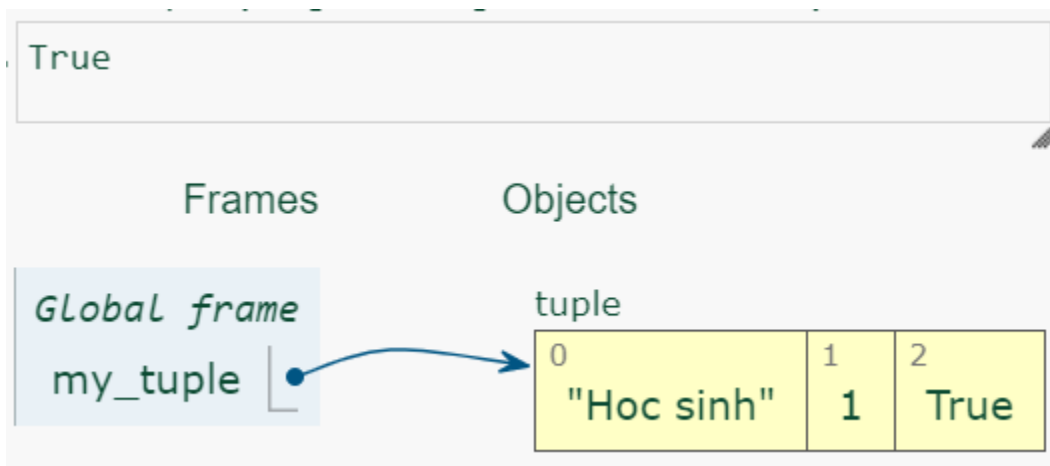 True
Frames Objects
Global frame
tuple
my_tuple
0 1 2
"Hoc sinh" 1 True